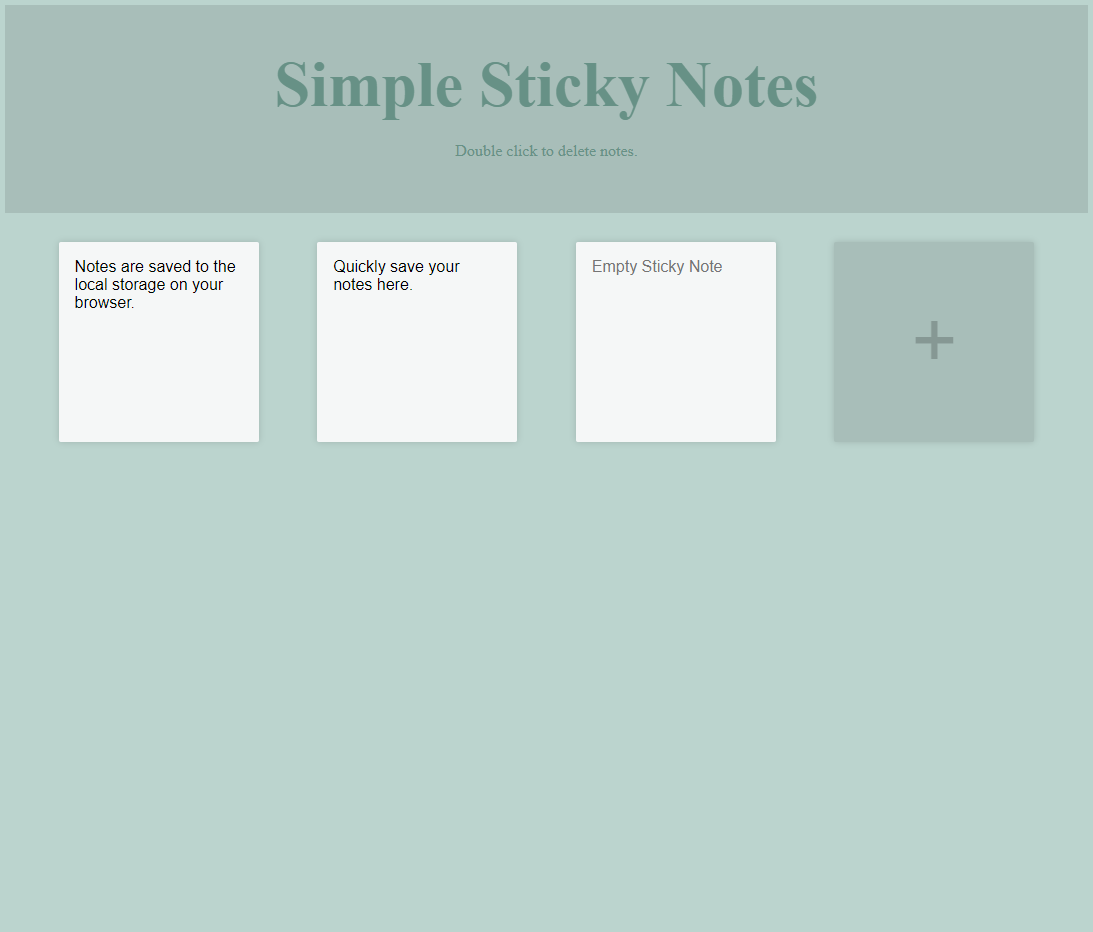 Simple Sticky Notes
Double click to delete notes.
Notes are saved to the
local storage on your
browser.
Quickly save your
notes here.
Empty Sticky Note
+